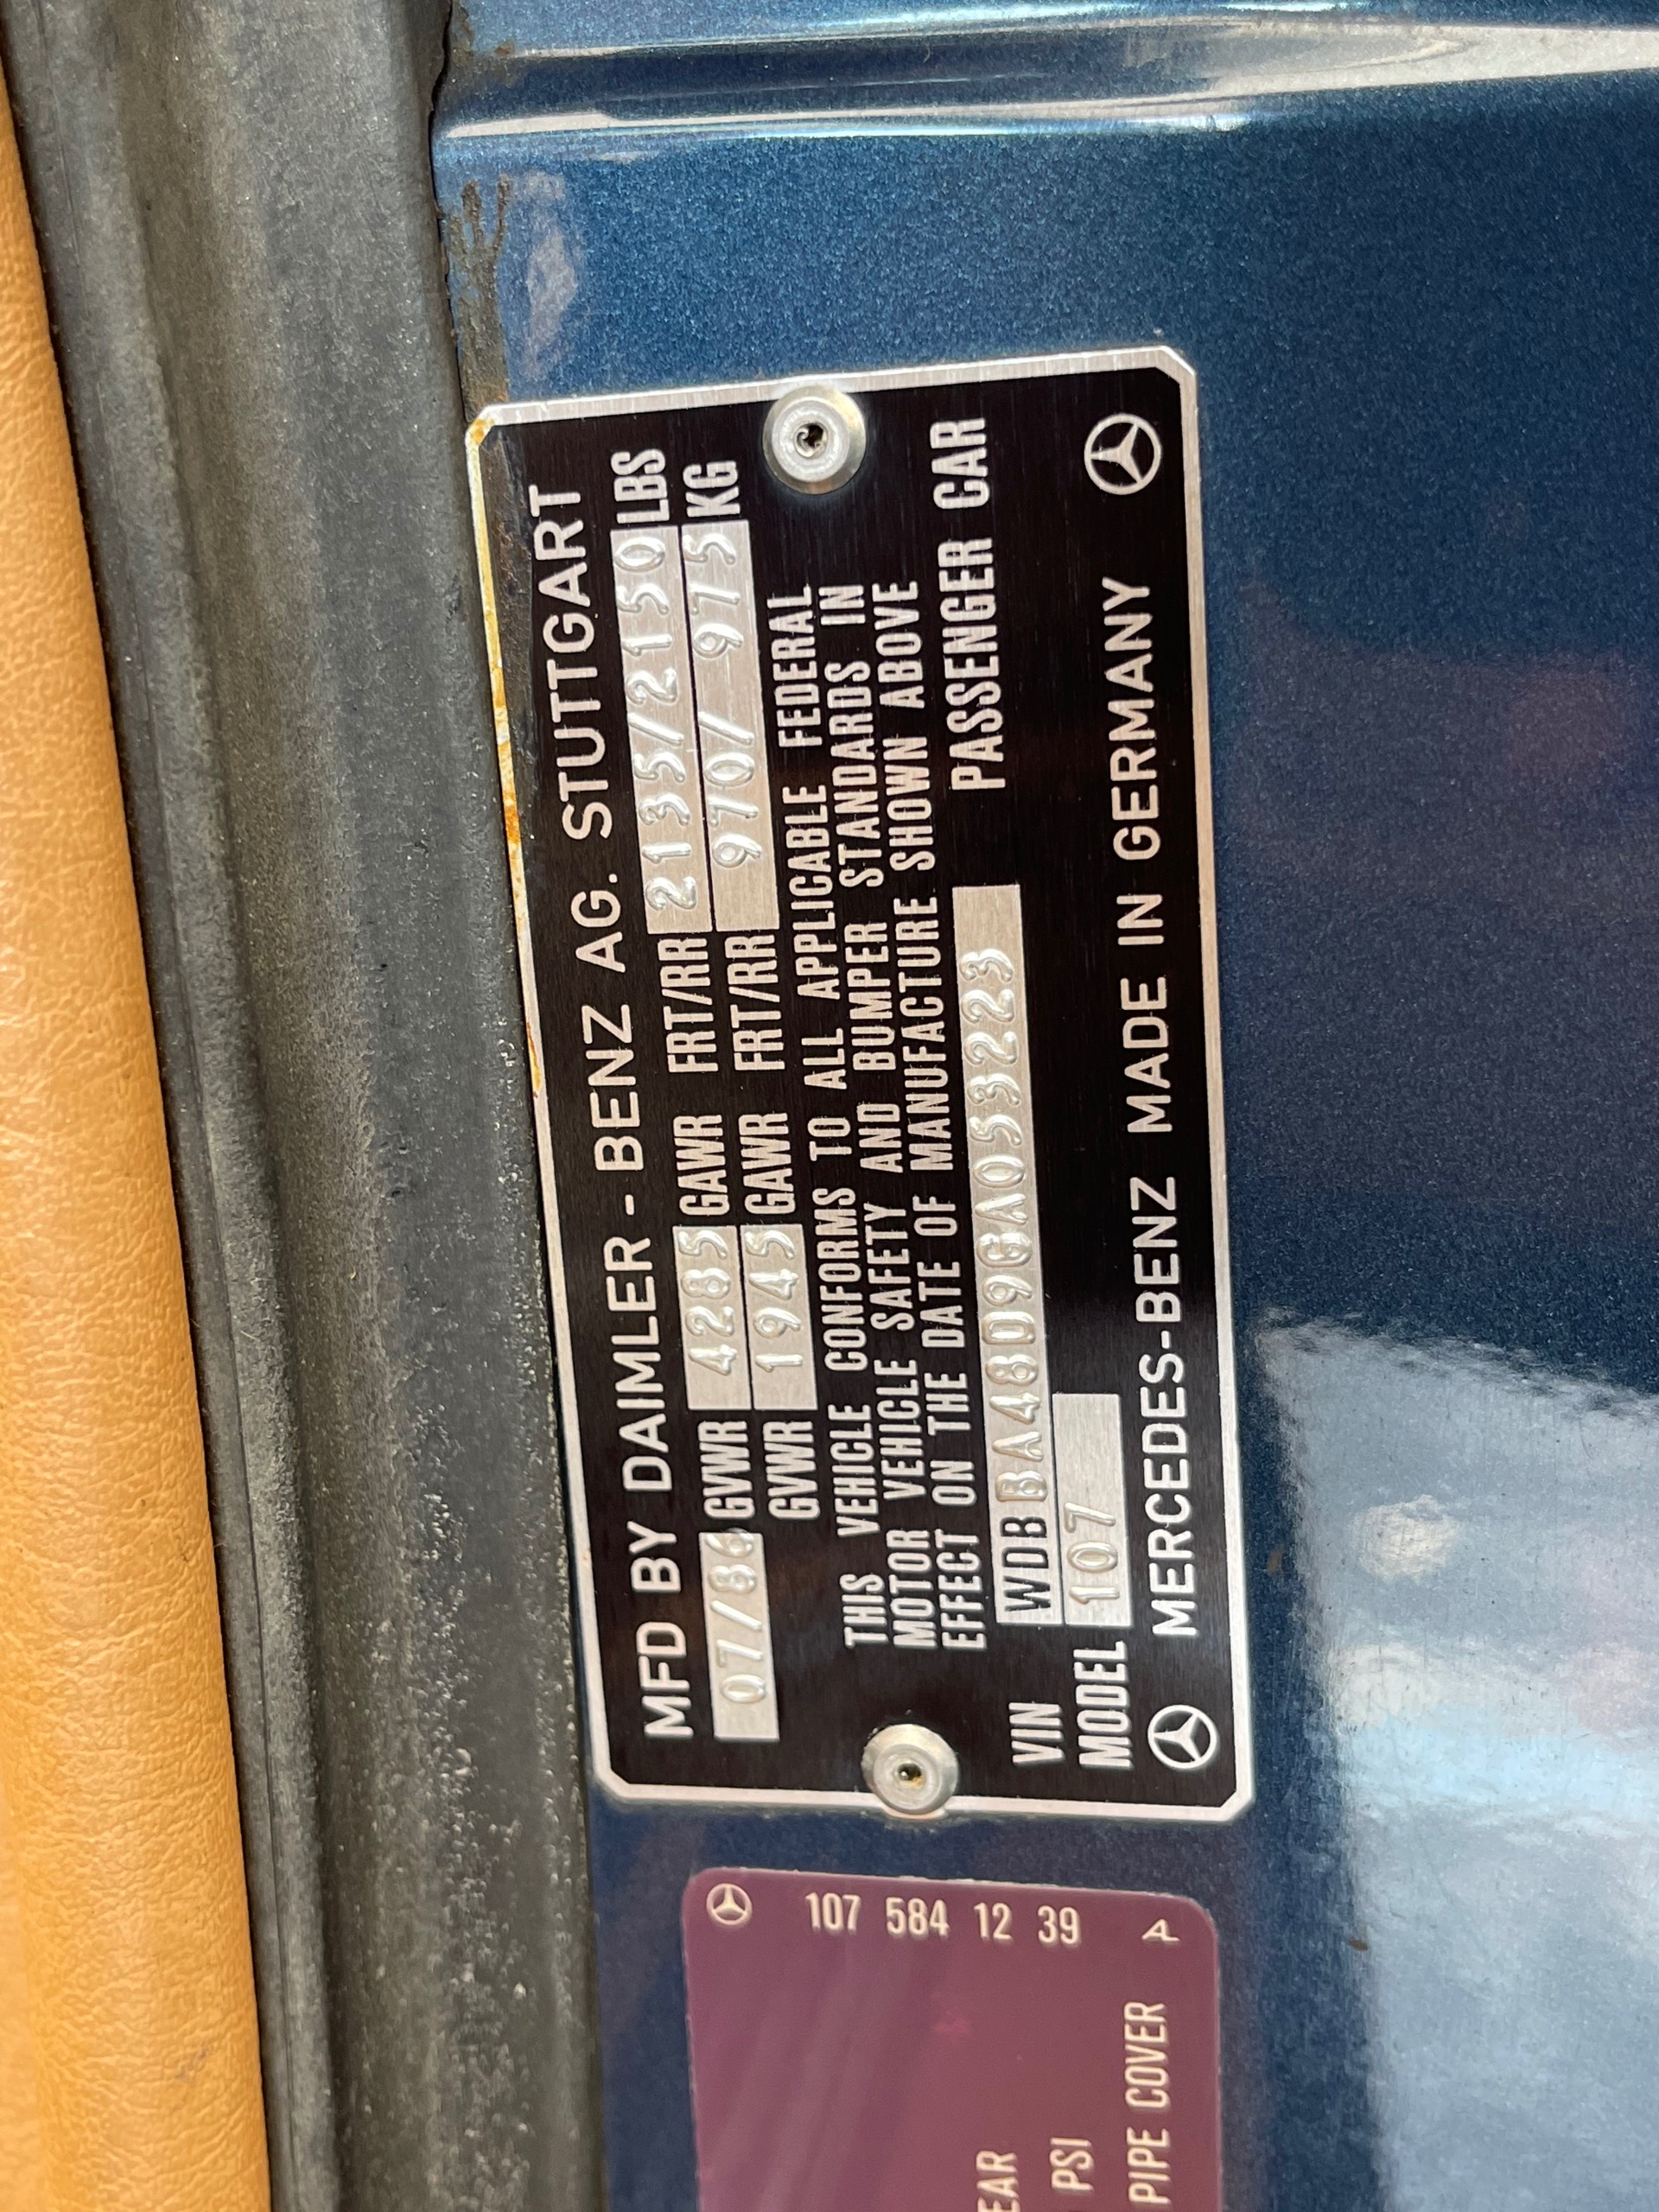 MFD BY DAIMLER - BENZ AG. STUTTGART
07/86 GVWR 4285 GAWR FRT/RR 2135/2150 LBS
GVWR 1945 GAWR FRT/RR 970/ 975 KG
THIS VEHICLE CONFORMS TO ALL APPLICABLE FEDERAL
MOTOR VEHICLE SAFETY AND BUMPER STANDARDS IN
EFFECT ON THE DATE OF MANUFACTURE SHOWN ABOVE
VIN WDB BA48D9GA053223 PASSENGER CAR
MODEL 107
MERCEDES-BENZ MADE IN GERMANY
107 584 12 39 A
EAR
PSI
PIPE COVER